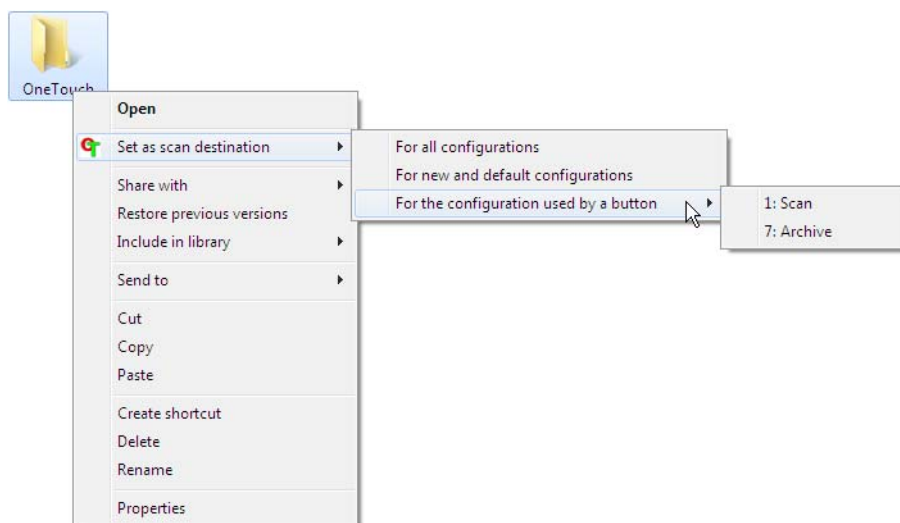 OneTouch
Open
Set as scan destination
Share with
Restore previous versions
Include in library
Send to
Cut
Copy
Paste
Create shortcut
Delete
Rename
Properties
For all configurations
For new and default configurations
For the configuration used by a button
1: Scan
7: Archive